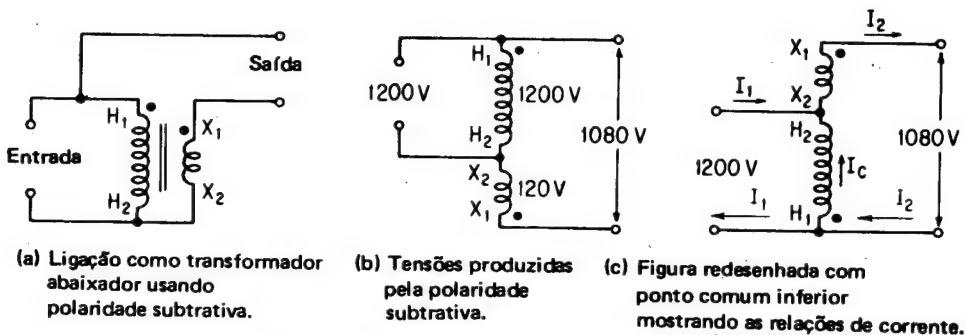 Saída
Entrada
H1
H2
X1
X2
(a) Ligação como transformador
abaixador usando
polaridade subtrativa.
1200 V
H1
H2
1200 V
X2
X1
120 V
1080 V
(b) Tensões produzidas
pela polaridade
subtrativa.
I2
X1
X2
I1
H2
1200 V
Ic
H1
I1
I2
1080 V
(c) Figura redesenhada com
ponto comum inferior
mostrando as relações de corrente.